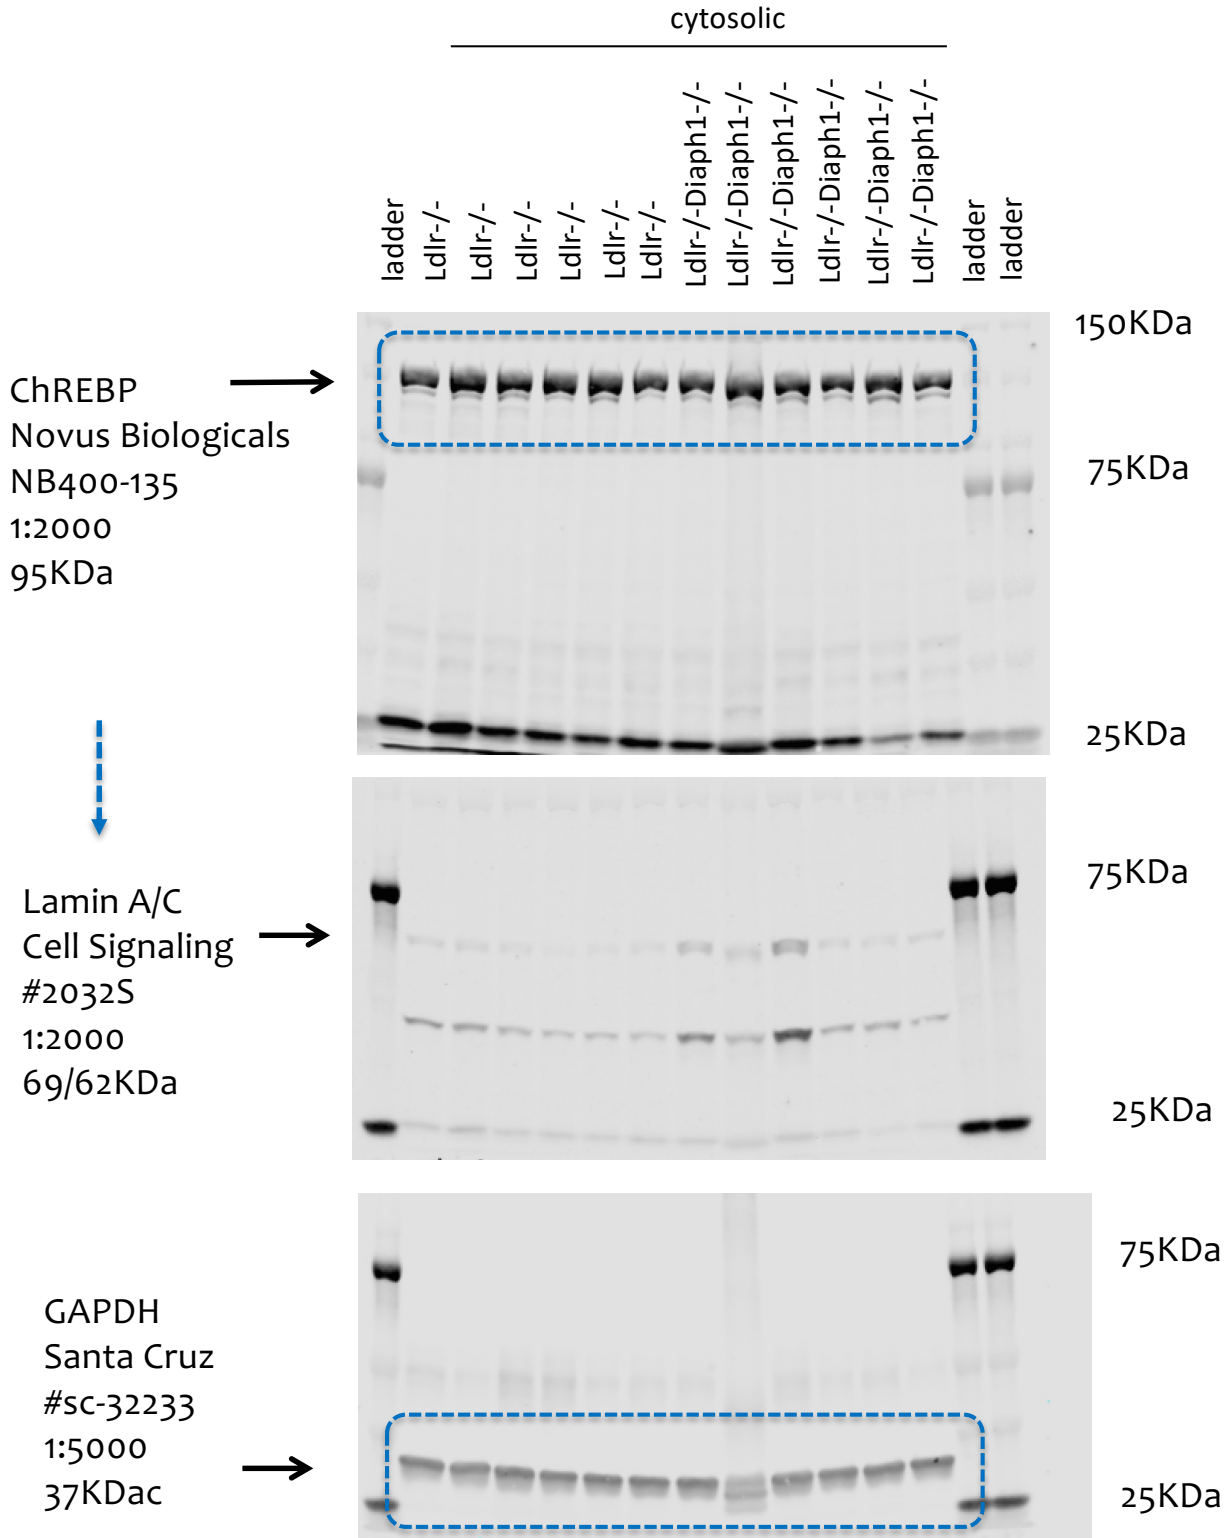 cytosolic
ladder
Ldlr-/-
Ldlr-/-
Ldlr-/-
Ldlr-/-
Ldlr-/-
Ldlr-/-
Ldlr-/-Diaph1-/-
Ldlr-/-Diaph1-/-
Ldlr-/-Diaph1-/-
Ldlr-/-Diaph1-/-
Ldlr-/-Diaph1-/-
Ldlr-/-Diaph1-/-
ladder
ladder
150KDa
ChREBP
Novus Biologicals
NB400-135
1:2000
95KDa
75KDa
25KDa
75KDa
Lamin A/C
Cell Signaling
#2032S
1:2000
69/62KDa
25KDa
75KDa
GAPDH
Santa Cruz
#sc-32233
1:5000
37KDac
25KDa